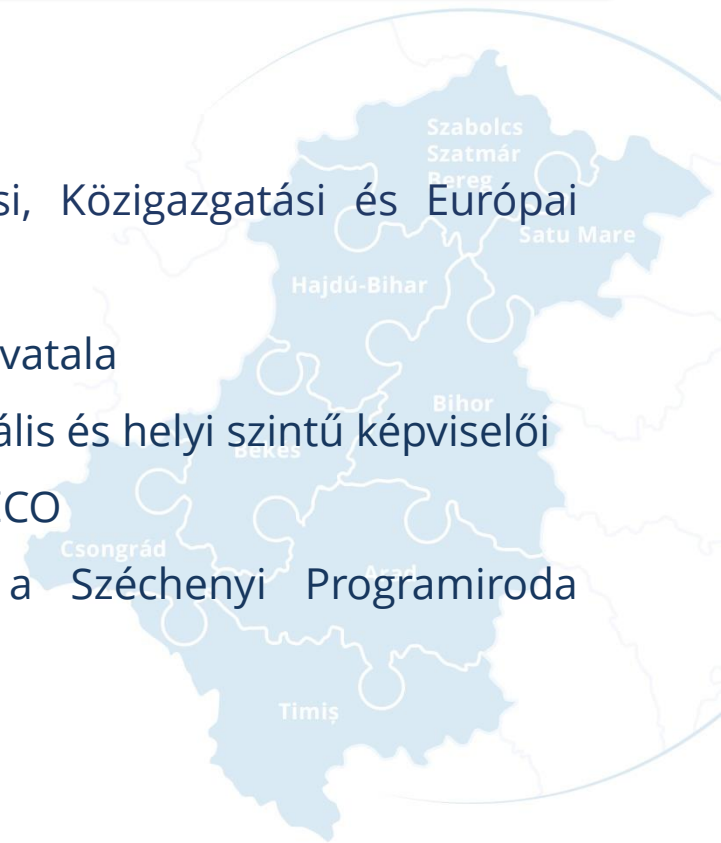 Szabolcs
Szatmár
Bereg
si, Közigazgatási és Európai
Satu Mare
Hajdú-Bihar
vatala
Bihor
ális és helyi szintű képviselői
Békés
CO
Csongrád
Arad
a Széchenyi Programiroda
Timiș